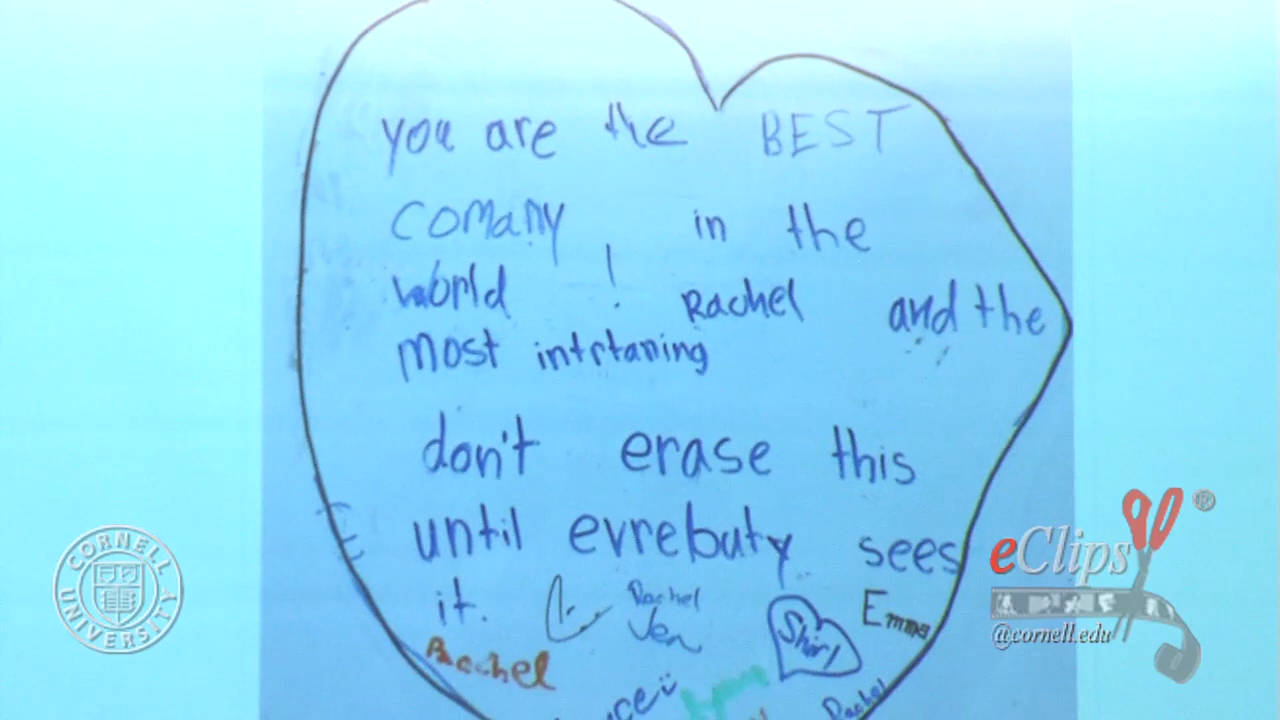 you are the BEST
comany in the
world ! Rachel and the
most intrtaning
don't erase this
until evrebuty sees
it.
Rachel
Jen
Shirl
Emma
Rachel
Rachel
CORNELL UNIVERSITY
eClips®
@cornell.edu